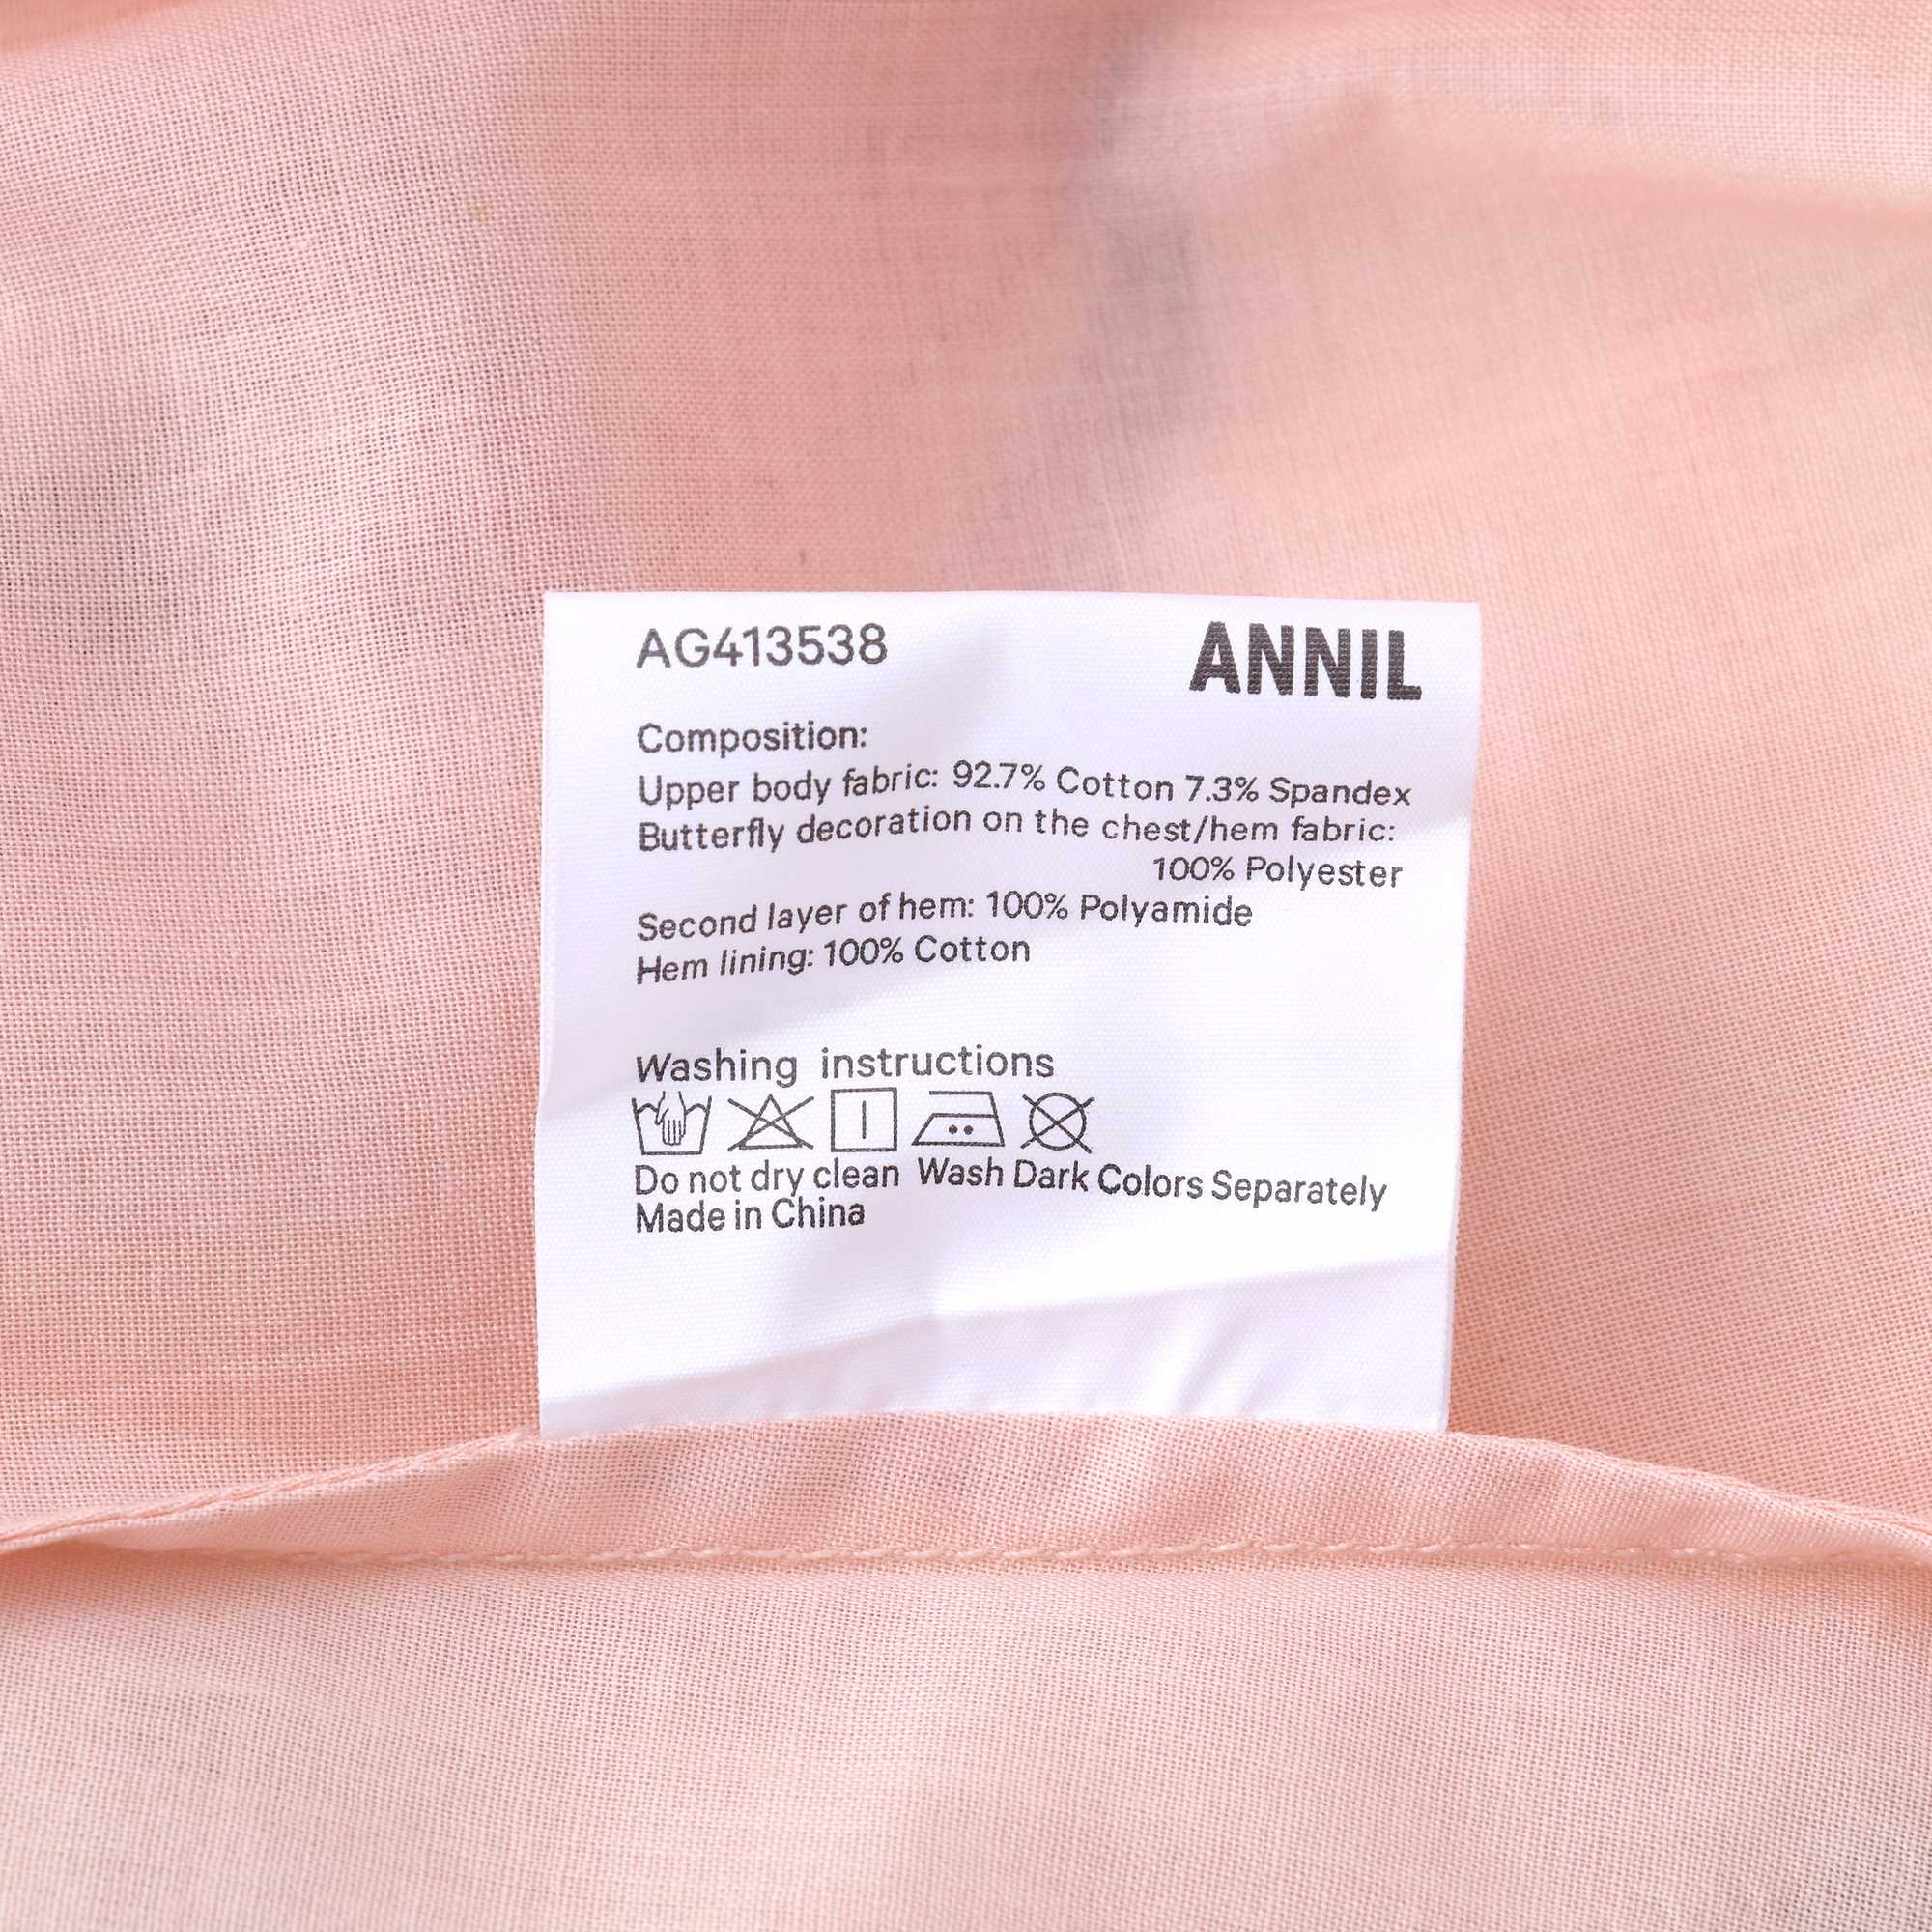 AG413538 ANNIL
Composition:
Upper body fabric: 92.7% Cotton 7.3% Spandex
Butterfly decoration on the chest/hem fabric:
100% Polyester
Second layer of hem: 100% Polyamide
Hem lining: 100% Cotton
Washing instructions
Do not dry clean Wash Dark Colors Separately
Made in China